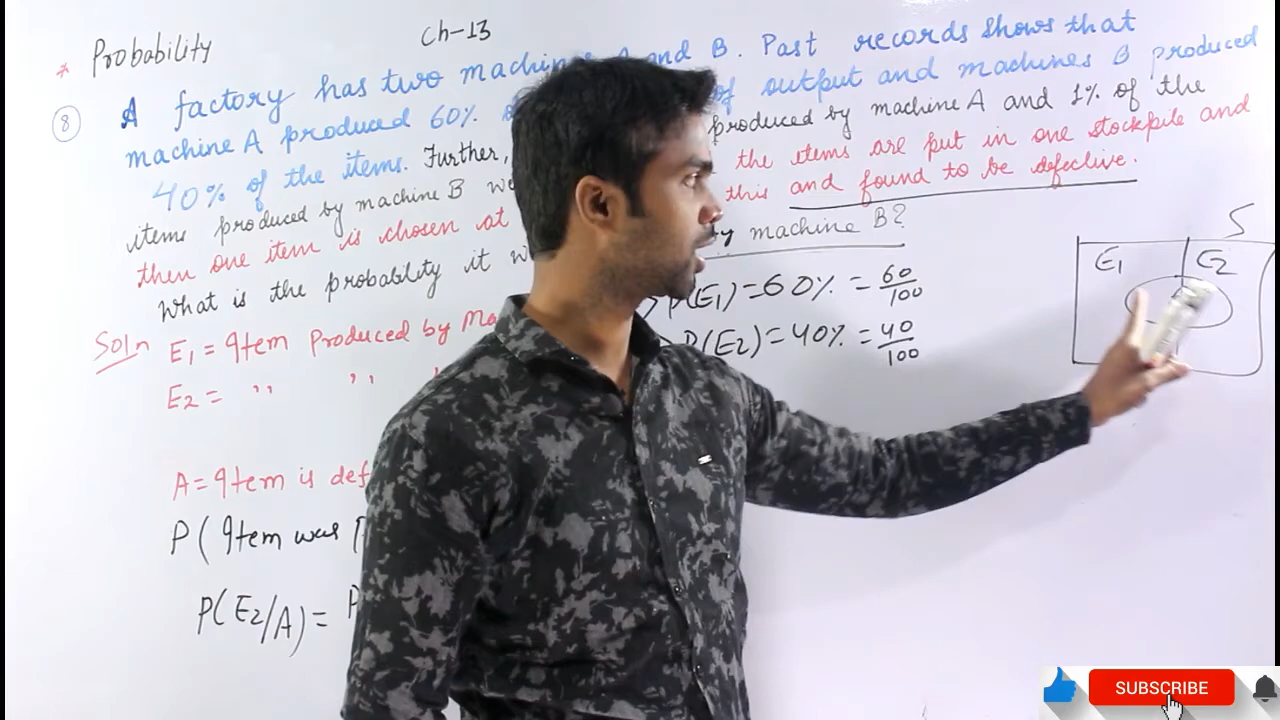 * Probability Ch-13
⑧ A factory has two and B. Past records shows that
machine A produced 60% of output and machines B produced
40% of the items. Further, produced by machine A and 1% of the
items produced by machine B the items are put in one stockpile and
then one item is chosen at this and found to be defective.
What is the probability it machine B?
Soln E1 = Item Produced by
P(E1)=60% = 60/100
E2 = ,, ,,
P(E2)=40% = 40/100
S
E1 E2
A= Item is
P( Item was
P(E2/A)=
SUBSCRIBE